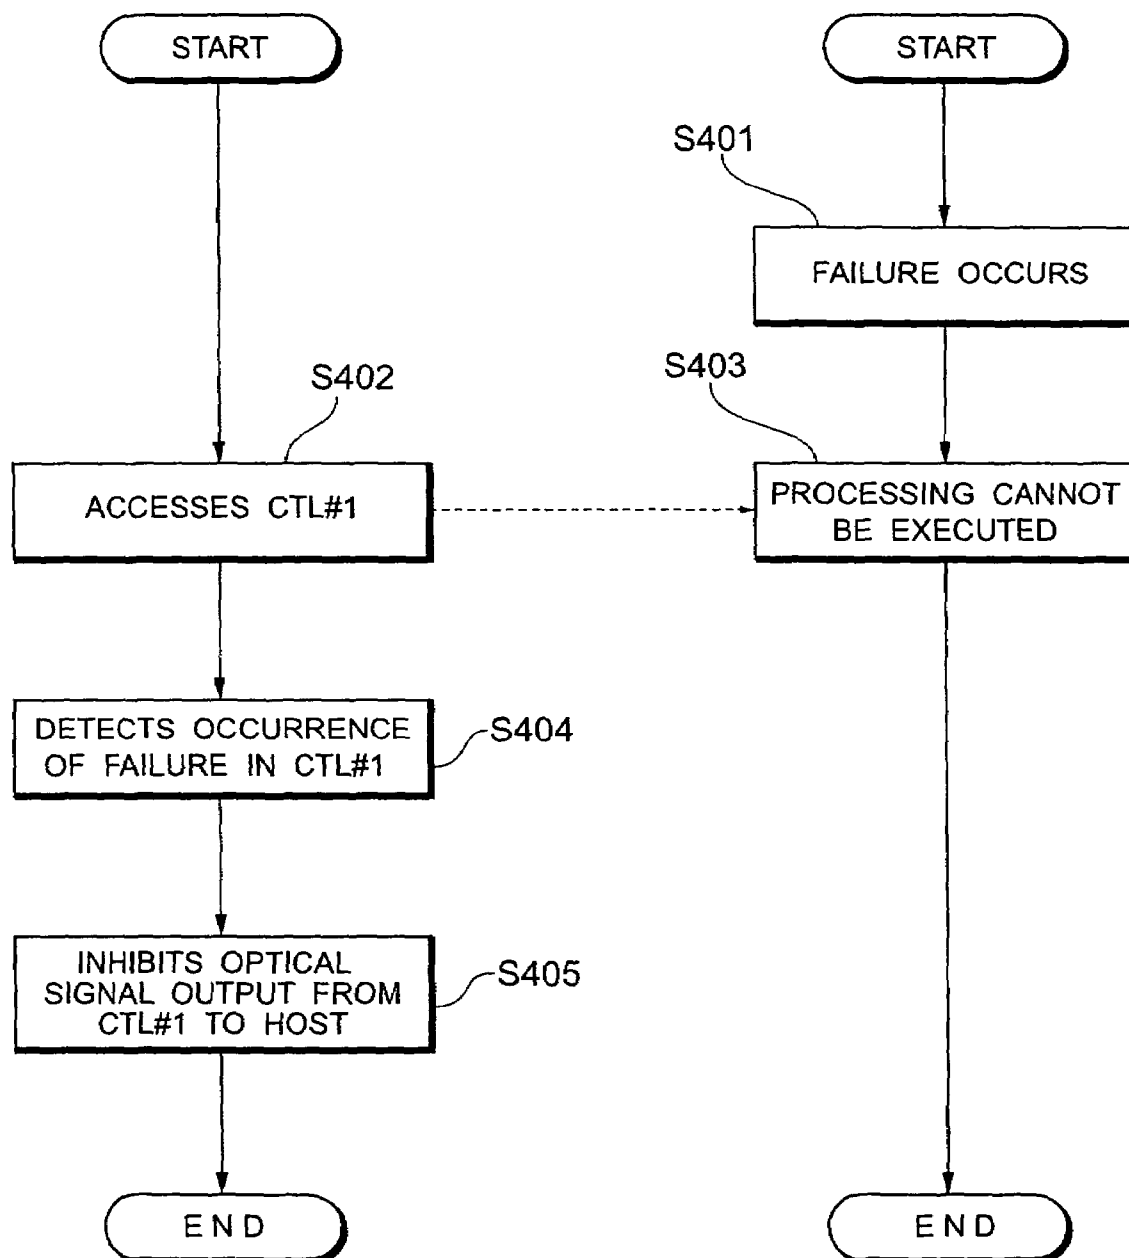 START
START
S401
FAILURE OCCURS
S402
S403
ACCESSES CTL#1
PROCESSING CANNOT
BE EXECUTED
DETECTS OCCURRENCE
OF FAILURE IN CTL#1
S404
INHIBITS OPTICAL
SIGNAL OUTPUT FROM
CTL#1 TO HOST
S405
END
END